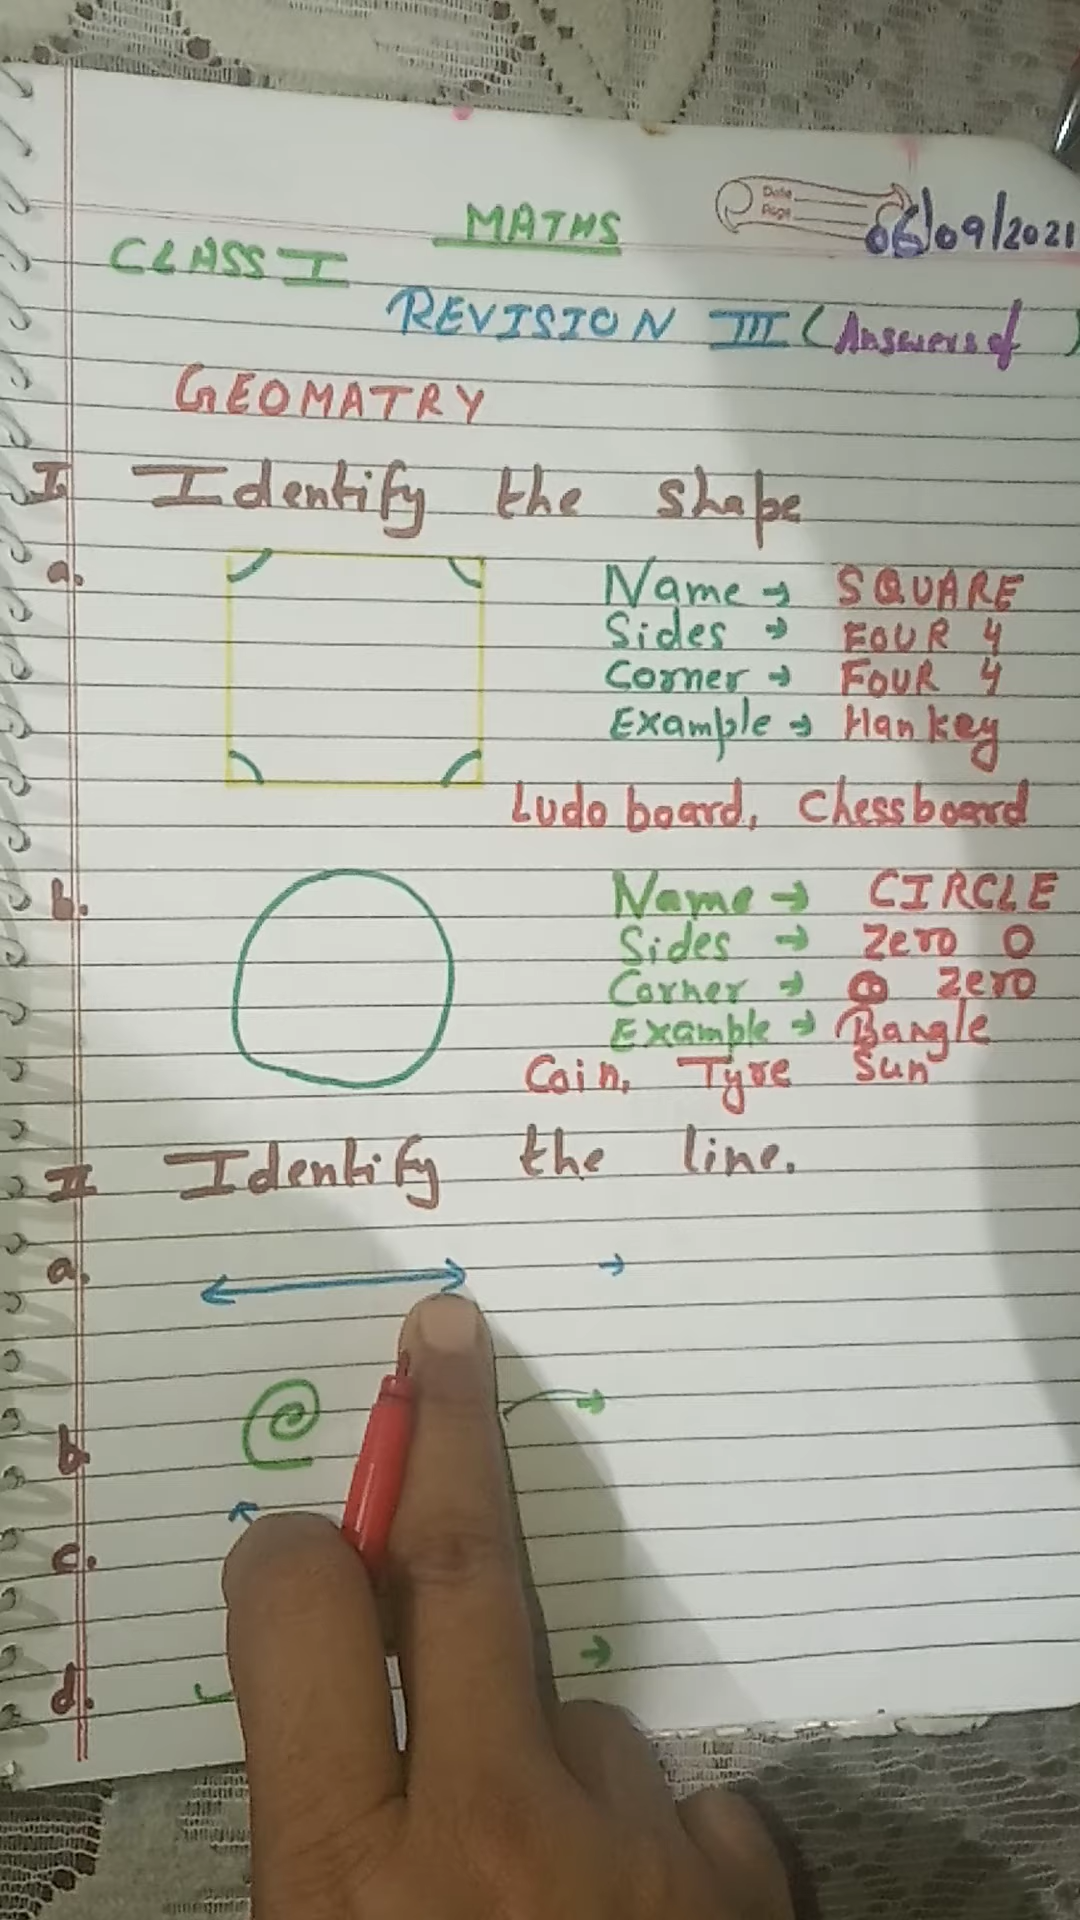 MATHS
Date
Page
06/09/2021
CLASS I
REVISION III (Answers of )
GEOMATRY
I. Identify the shape
a.
Name → SQUARE
Sides → FOUR 4
Corner → FOUR 4
Example → Hankey
Ludo board, Chessboard
b.
Name → CIRCLE
Sides → Zero 0
Corner → Zero
Example → Bangle
Coin, Tyre Sun
II Identify the line.
a. →
b. →
c.
d. →